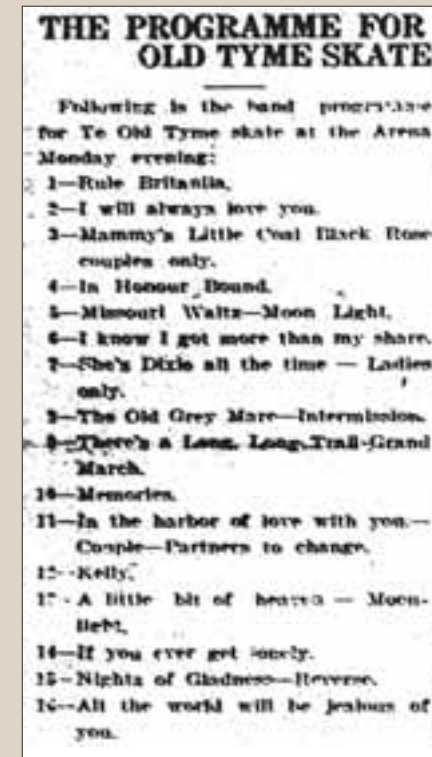 THE PROGRAMME FOR
OLD TYME SKATE
Following is the band programme
for Ye Old Tyme skate at the Arena
Monday evening:
1—Rule Britania.
2—I will always love you.
3—Mammy's Little Coal Black Rose
couples only.
4—In Honour Bound.
5—Missouri Waltz—Moon Light.
6—I know I got more than my share.
7—She's Dixie all the time — Ladies
only.
The Old Grey Mare—Intermission.
There's a Long, Long Trail-Grand
March.
10—Memories.
11—In the harbor of love with you.—
Couple—Partners to change.
12--Kelly.
A little bit of heaven — Moon-
light.
14—If you ever get lonely.
15—Nights of Gladness—Reverse.
16—All the world will be jealous of
you.